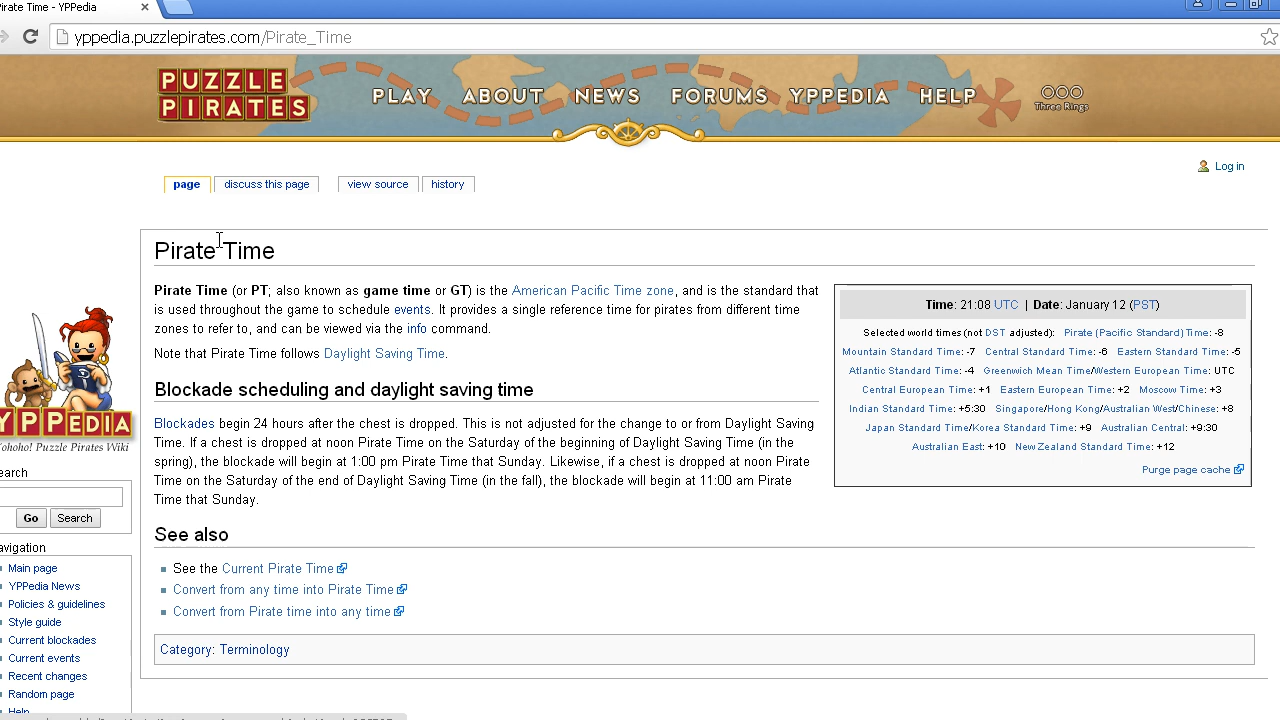 Pirate Time - YPPedia
yppedia.puzzlepirates.com/Pirate_Time
PUZZLE
PIRATES
PLAY ABOUT NEWS FORUMS YPPEDIA HELP
Three Rings
Log in
page discuss this page view source history
Pirate Time
Pirate Time (or PT; also known as game time or GT) is the American Pacific Time zone, and is the standard that
is used throughout the game to schedule events. It provides a single reference time for pirates from different time
zones to refer to, and can be viewed via the info command.
Note that Pirate Time follows Daylight Saving Time.
Time: 21:08 UTC | Date: January 12 (PST)
Selected world times (not DST adjusted): Pirate (Pacific Standard) Time: -8
Mountain Standard Time: -7 Central Standard Time: -6 Eastern Standard Time: -5
Atlantic Standard Time: -4 Greenwich Mean Time/Western European Time: UTC
Central European Time: +1 Eastern European Time: +2 Moscow Time: +3
Indian Standard Time: +5:30 Singapore/Hong Kong/Australian West/Chinese: +8
Japan Standard Time/Korea Standard Time: +9 Australian Central: +9:30
Australian East: +10 New Zealand Standard Time: +12
Purge page cache
Blockade scheduling and daylight saving time
Blockades begin 24 hours after the chest is dropped. This is not adjusted for the change to or from Daylight Saving
Time. If a chest is dropped at noon Pirate Time on the Saturday of the beginning of Daylight Saving Time (in the
spring), the blockade will begin at 1:00 pm Pirate Time that Sunday. Likewise, if a chest is dropped at noon Pirate
Time on the Saturday of the end of Daylight Saving Time (in the fall), the blockade will begin at 11:00 am Pirate
Time that Sunday.
See also
See the Current Pirate Time
Convert from any time into Pirate Time
Convert from Pirate time into any time
Category: Terminology
YPPEDIA
Yohoho! Puzzle Pirates Wiki
earch
Go Search
avigation
Main page
YPPedia News
Policies & guidelines
Style guide
Current blockades
Current events
Recent changes
Random page
Help